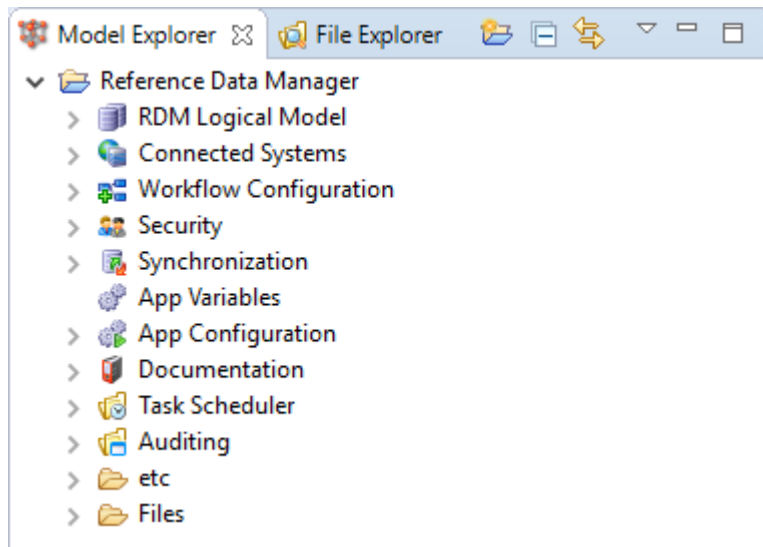 Model Explorer File Explorer
Reference Data Manager
RDM Logical Model
Connected Systems
Workflow Configuration
Security
Synchronization
App Variables
App Configuration
Documentation
Task Scheduler
Auditing
etc
Files